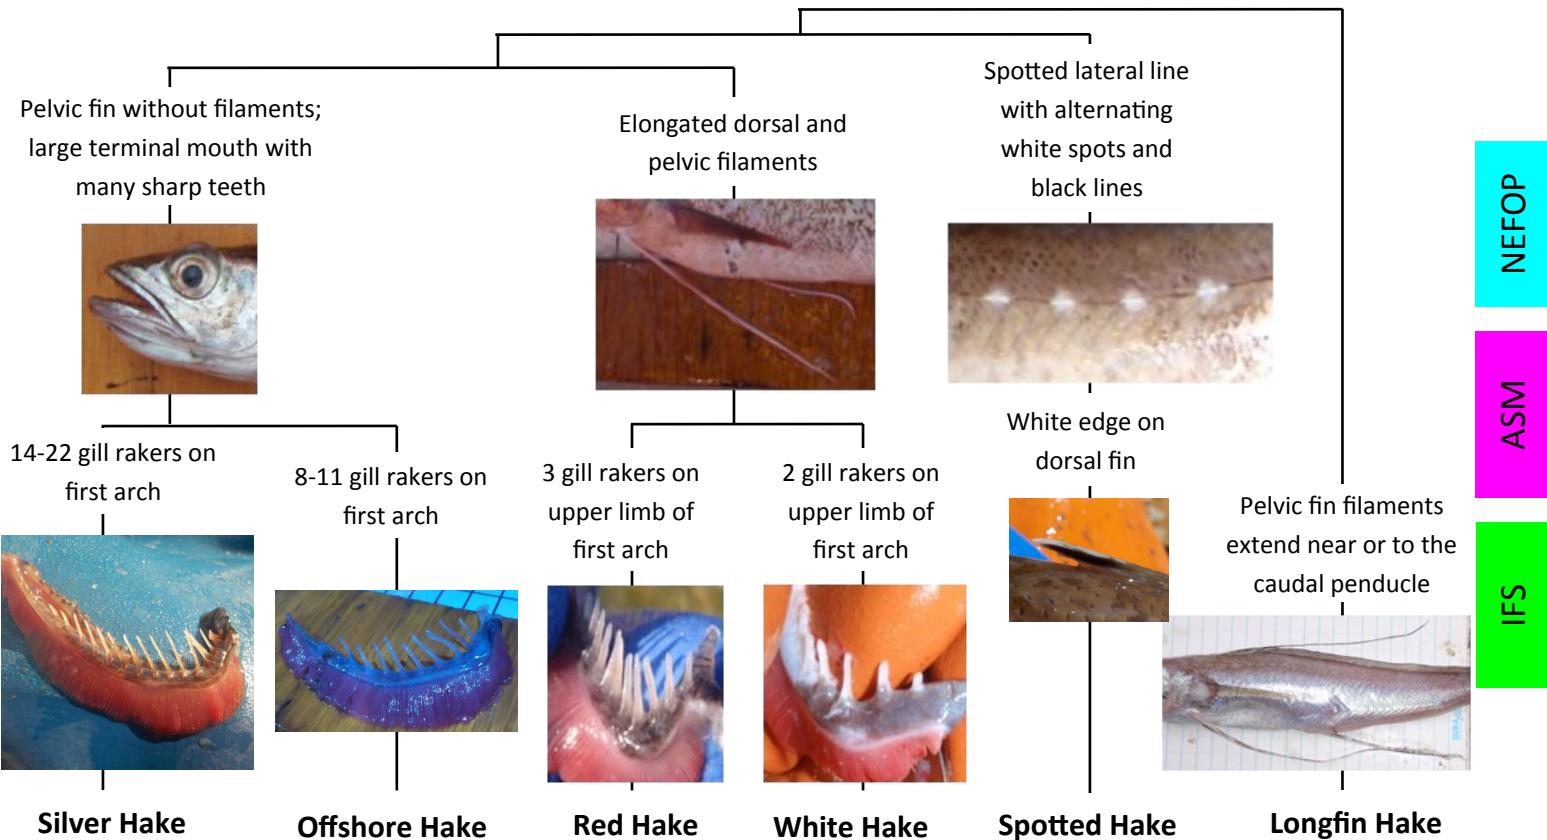 Pelvic fin without filaments;
large terminal mouth with
many sharp teeth
Elongated dorsal and
pelvic filaments
Spotted lateral line
with alternating
white spots and
black lines
14-22 gill rakers on
first arch
8-11 gill rakers on
first arch
3 gill rakers on
upper limb of
first arch
2 gill rakers on
upper limb of
first arch
White edge on
dorsal fin
Pelvic fin filaments
extend near or to the
caudal penducle
Silver Hake
Offshore Hake
Red Hake
White Hake
Spotted Hake
Longfin Hake
NEFOP
ASM
IFS